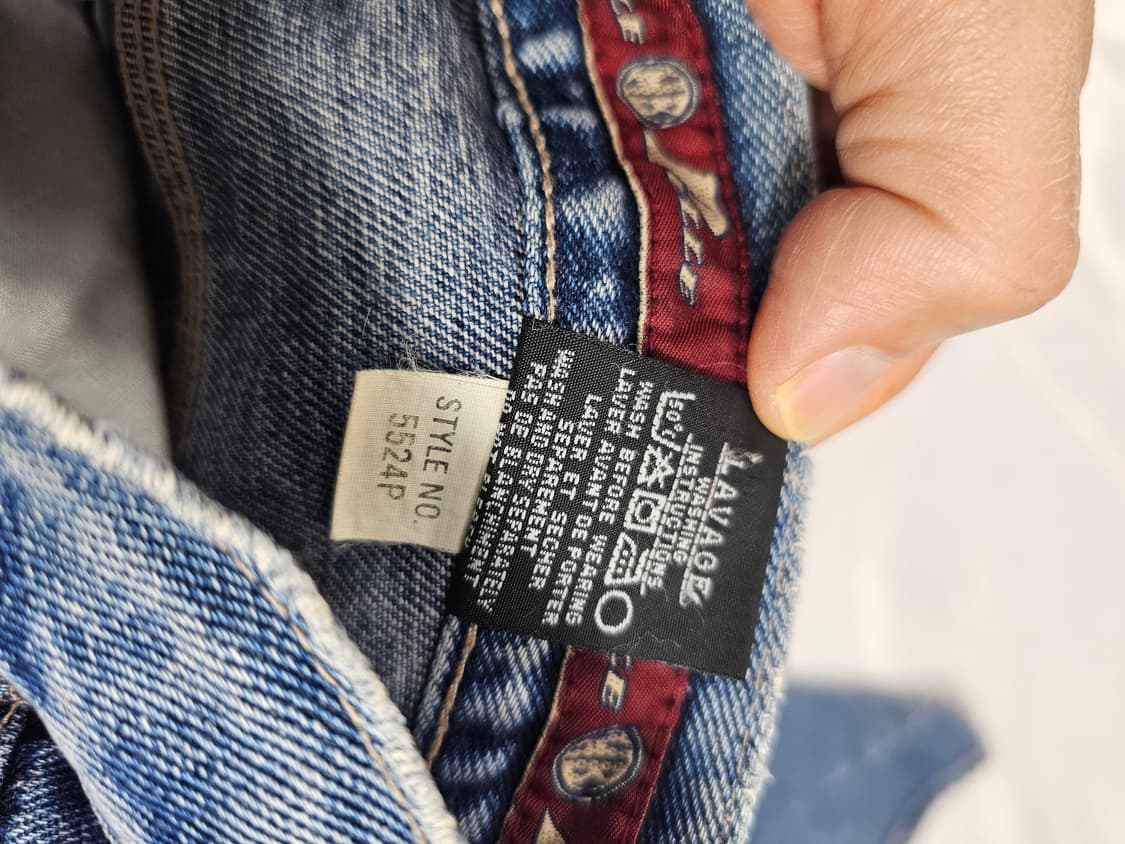 LAVAGE
WASHING
INSTRUCTIONS
WASH BEFORE WEARING
LAVER AVANT DE PORTER
LAVER ET SECHER
SEPAREMENT
WASH AND DRY SEPARATELY
PAS DE BLANCHIMENT
STYLE NO.
5524P